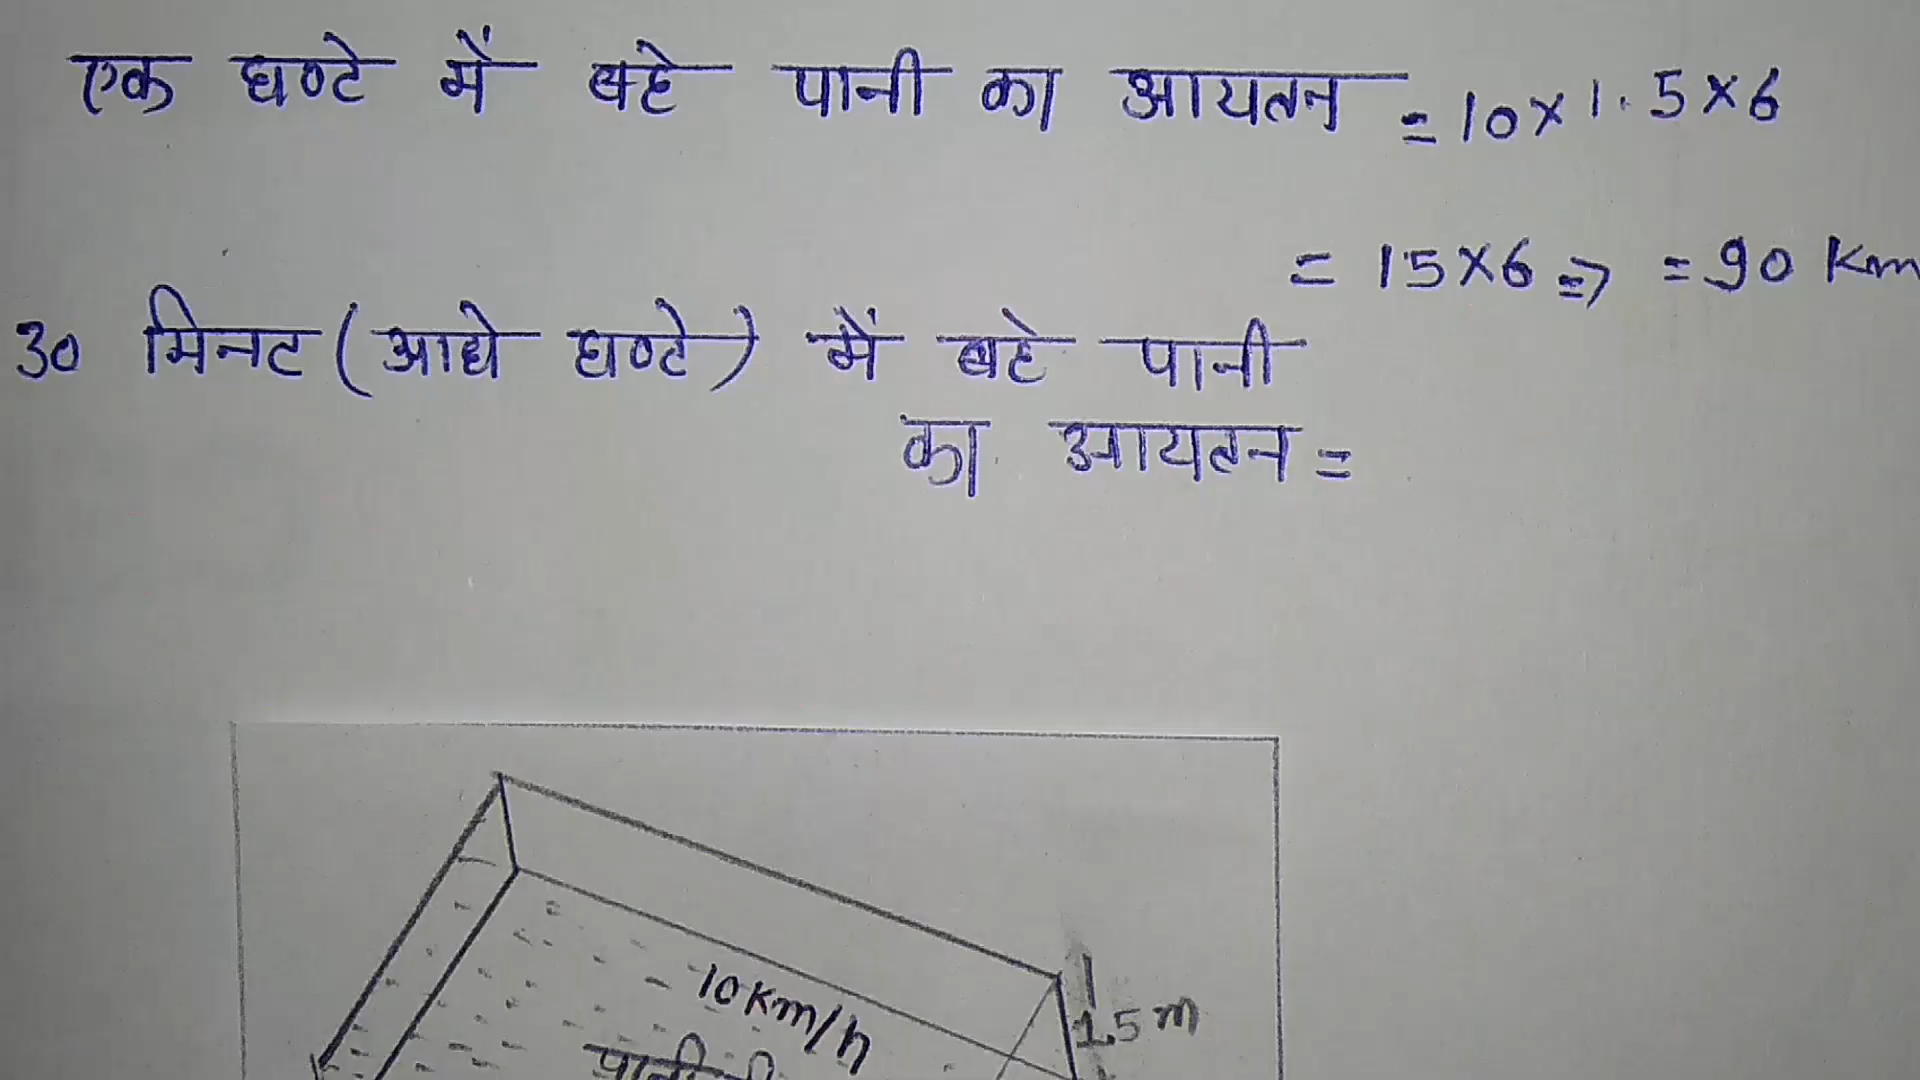 एक घण्टे में बहे पानी का आयतन = 10 x 1.5 x 6
= 15 x 6 => = 90 Km
30 मिनट (आधे घण्टे) में बहे पानी
का आयतन =
10 Km/h
1.5 m